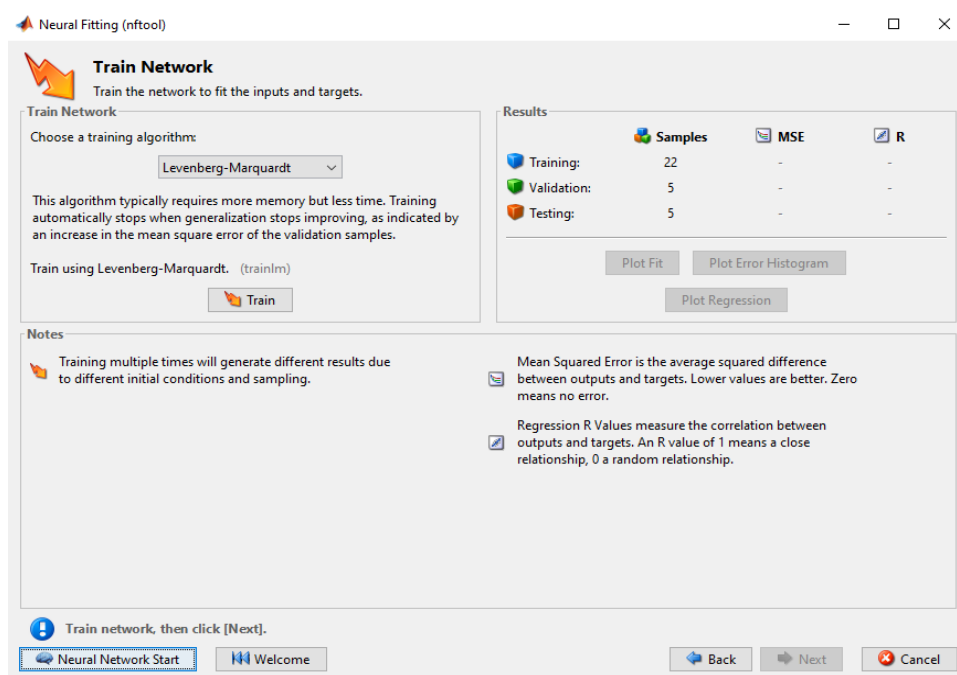 Neural Fitting (nftool)
Train Network
Train the network to fit the inputs and targets.
Train Network
Choose a training algorithm:
Levenberg-Marquardt
This algorithm typically requires more memory but less time. Training
automatically stops when generalization stops improving, as indicated by
an increase in the mean square error of the validation samples.
Train using Levenberg-Marquardt. (trainlm)
Train
Results
Samples MSE R
Training: 22 - -
Validation: 5 - -
Testing: 5 - -
Plot Fit Plot Error Histogram
Plot Regression
Notes
Training multiple times will generate different results due
to different initial conditions and sampling.
Mean Squared Error is the average squared difference
between outputs and targets. Lower values are better. Zero
means no error.
Regression R Values measure the correlation between
outputs and targets. An R value of 1 means a close
relationship, 0 a random relationship.
Train network, then click [Next].
Neural Network Start Welcome Back Next Cancel